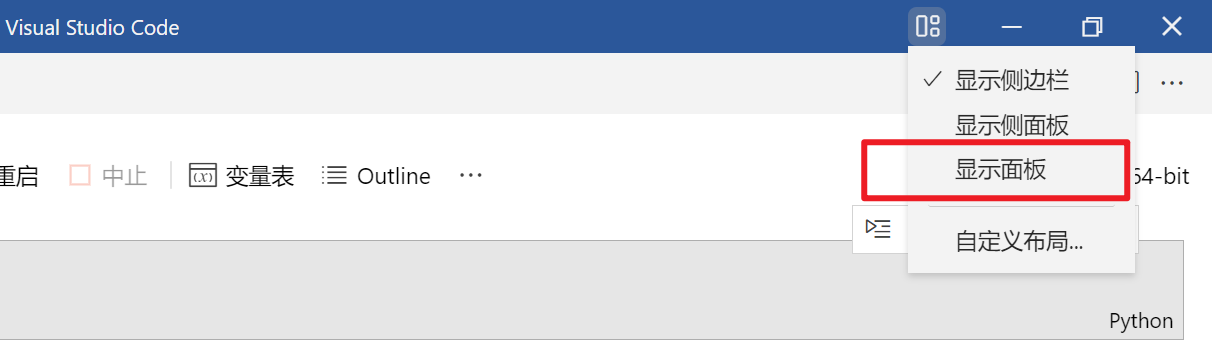 Visual Studio Code
显示侧边栏
显示侧面板
显示面板
自定义布局...
重启 中止 变量表 Outline ... 64-bit
Python